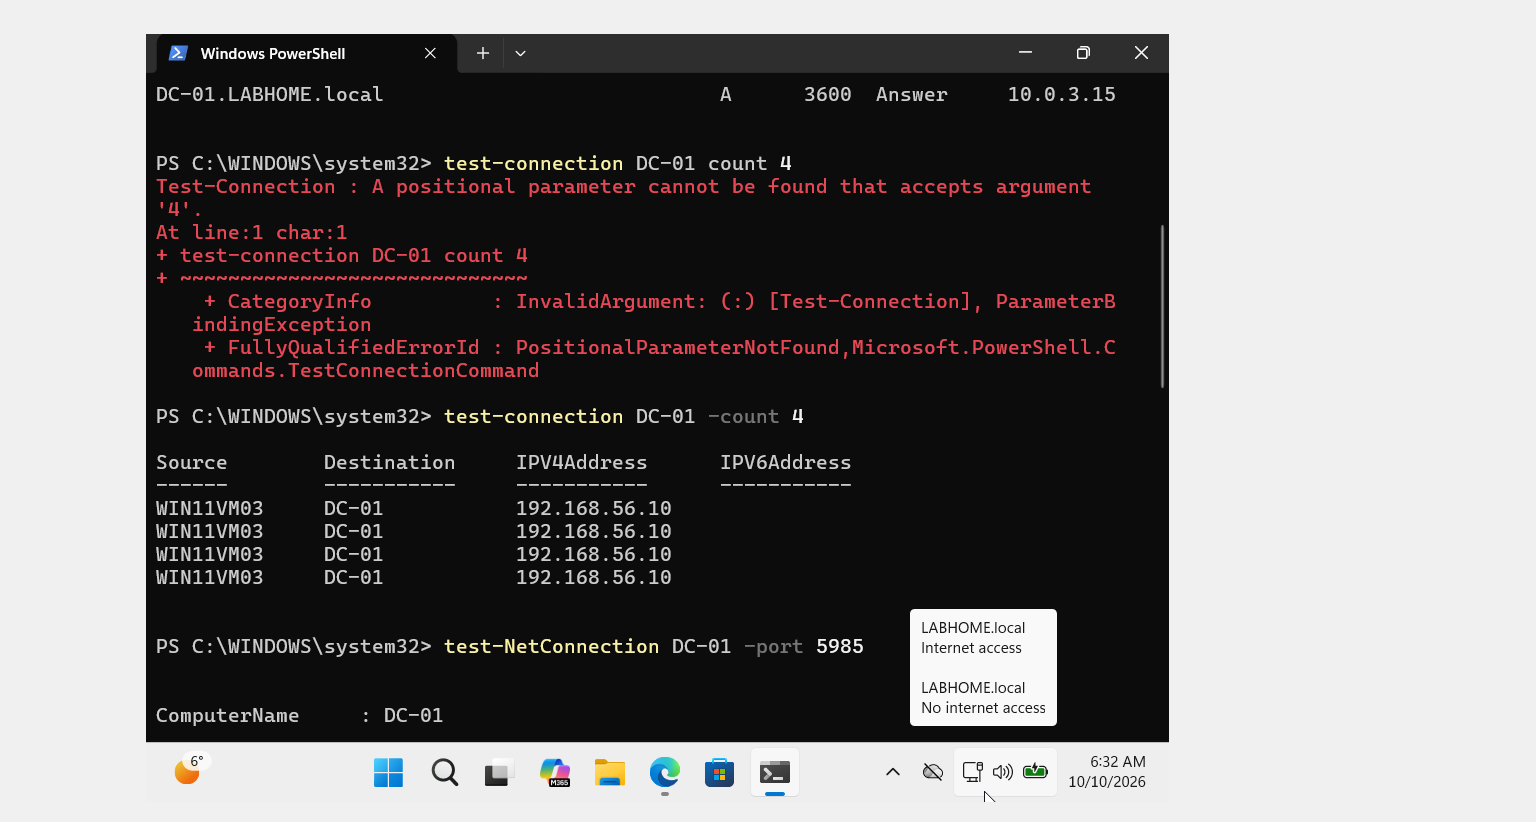 Windows PowerShell
DC-01.LABHOME.local A 3600 Answer 10.0.3.15
PS C:\WINDOWS\system32> test-connection DC-01 count 4
Test-Connection : A positional parameter cannot be found that accepts argument
'4'.
At line:1 char:1
+ test-connection DC-01 count 4
+ ~~~~~~~~~~~~~~~~~~~~~~~~~~~~~
+ CategoryInfo : InvalidArgument: (:) [Test-Connection], ParameterB
indingException
+ FullyQualifiedErrorId : PositionalParameterNotFound,Microsoft.PowerShell.C
ommands.TestConnectionCommand
PS C:\WINDOWS\system32> test-connection DC-01 -count 4
Source Destination IPV4Address IPV6Address
------ ----------- ----------- -----------
WIN11VM03 DC-01 192.168.56.10
WIN11VM03 DC-01 192.168.56.10
WIN11VM03 DC-01 192.168.56.10
WIN11VM03 DC-01 192.168.56.10
PS C:\WINDOWS\system32> test-NetConnection DC-01 -port 5985
ComputerName : DC-01
LABHOME.local
Internet access
LABHOME.local
No internet access
6°
M365
6:32 AM
10/10/2026